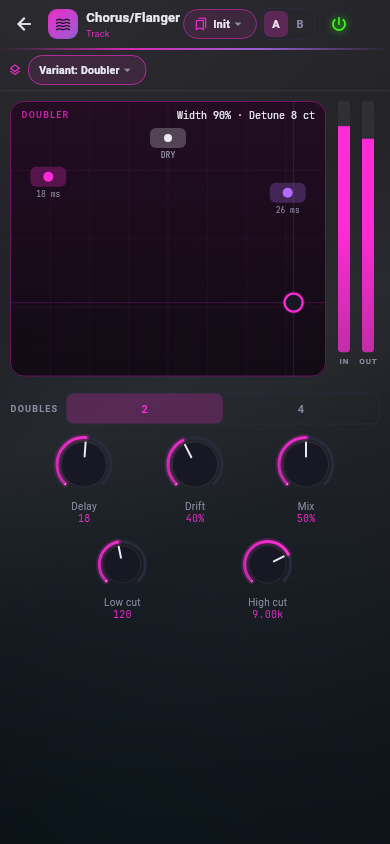 Chorus/Flanger
Track
Init
A
B
Variant: Doubler
DOUBLER
Width 90% · Detune 8 ct
DRY
18 ms
26 ms
IN
OUT
DOUBLES
2
4
Delay
18
Drift
40%
Mix
50%
Low cut
120
High cut
9.00k